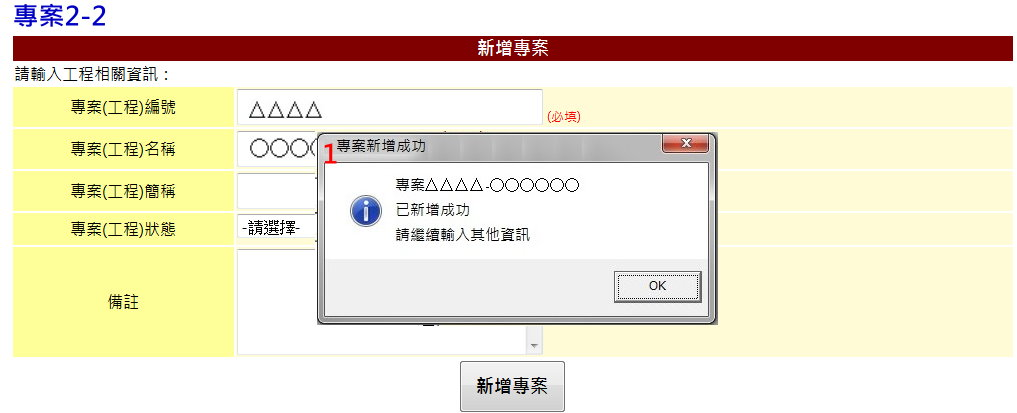 專案2-2
新增專案
請輸入工程相關資訊：
專案(工程)編號 △△△△ (必填)
專案(工程)名稱 ○○○
1 專案新增成功
專案△△△△-○○○○○○
已新增成功
請繼續輸入其他資訊
OK
專案(工程)簡稱
專案(工程)狀態 -請選擇-
備註
新增專案